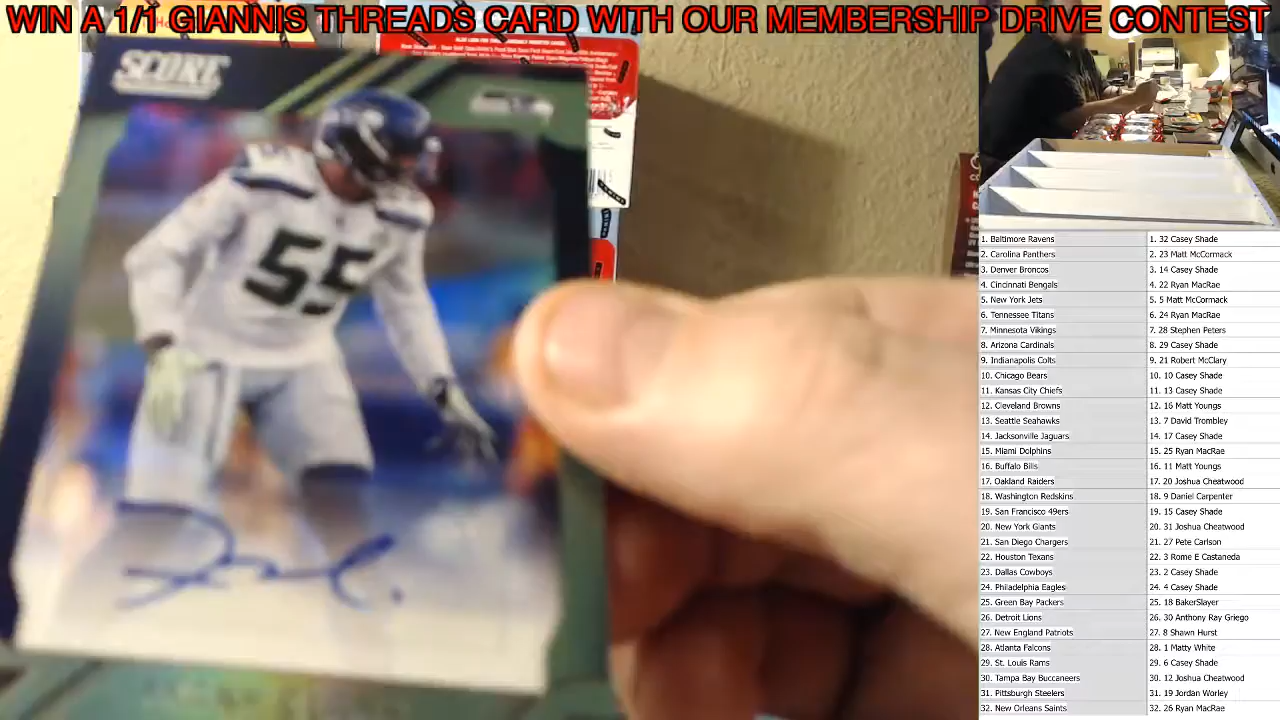 WIN A 1/1 GIANNIS THREADS CARD WITH OUR MEMBERSHIP DRIVE CONTEST
SCORE
55
PANINI
1. Baltimore Ravens 1. 32 Casey Shade
2. Carolina Panthers 2. 23 Matt McCormack
3. Denver Broncos 3. 14 Casey Shade
4. Cincinnati Bengals 4. 22 Ryan MacRae
5. New York Jets 5. 5 Matt McCormack
6. Tennessee Titans 6. 24 Ryan MacRae
7. Minnesota Vikings 7. 28 Stephen Peters
8. Arizona Cardinals 8. 29 Casey Shade
9. Indianapolis Colts 9. 21 Robert McClary
10. Chicago Bears 10. 10 Casey Shade
11. Kansas City Chiefs 11. 13 Casey Shade
12. Cleveland Browns 12. 16 Matt Youngs
13. Seattle Seahawks 13. 7 David Trombley
14. Jacksonville Jaguars 14. 17 Casey Shade
15. Miami Dolphins 15. 25 Ryan MacRae
16. Buffalo Bills 16. 11 Matt Youngs
17. Oakland Raiders 17. 20 Joshua Cheatwood
18. Washington Redskins 18. 9 Daniel Carpenter
19. San Francisco 49ers 19. 15 Casey Shade
20. New York Giants 20. 31 Joshua Cheatwood
21. San Diego Chargers 21. 27 Pete Carlson
22. Houston Texans 22. 3 Rome E Castaneda
23. Dallas Cowboys 23. 2 Casey Shade
24. Philadelphia Eagles 24. 4 Casey Shade
25. Green Bay Packers 25. 18 BakerSlayer
26. Detroit Lions 26. 30 Anthony Ray Griego
27. New England Patriots 27. 8 Shawn Hurst
28. Atlanta Falcons 28. 1 Matty White
29. St. Louis Rams 29. 6 Casey Shade
30. Tampa Bay Buccaneers 30. 12 Joshua Cheatwood
31. Pittsburgh Steelers 31. 19 Jordan Worley
32. New Orleans Saints 32. 26 Ryan MacRae